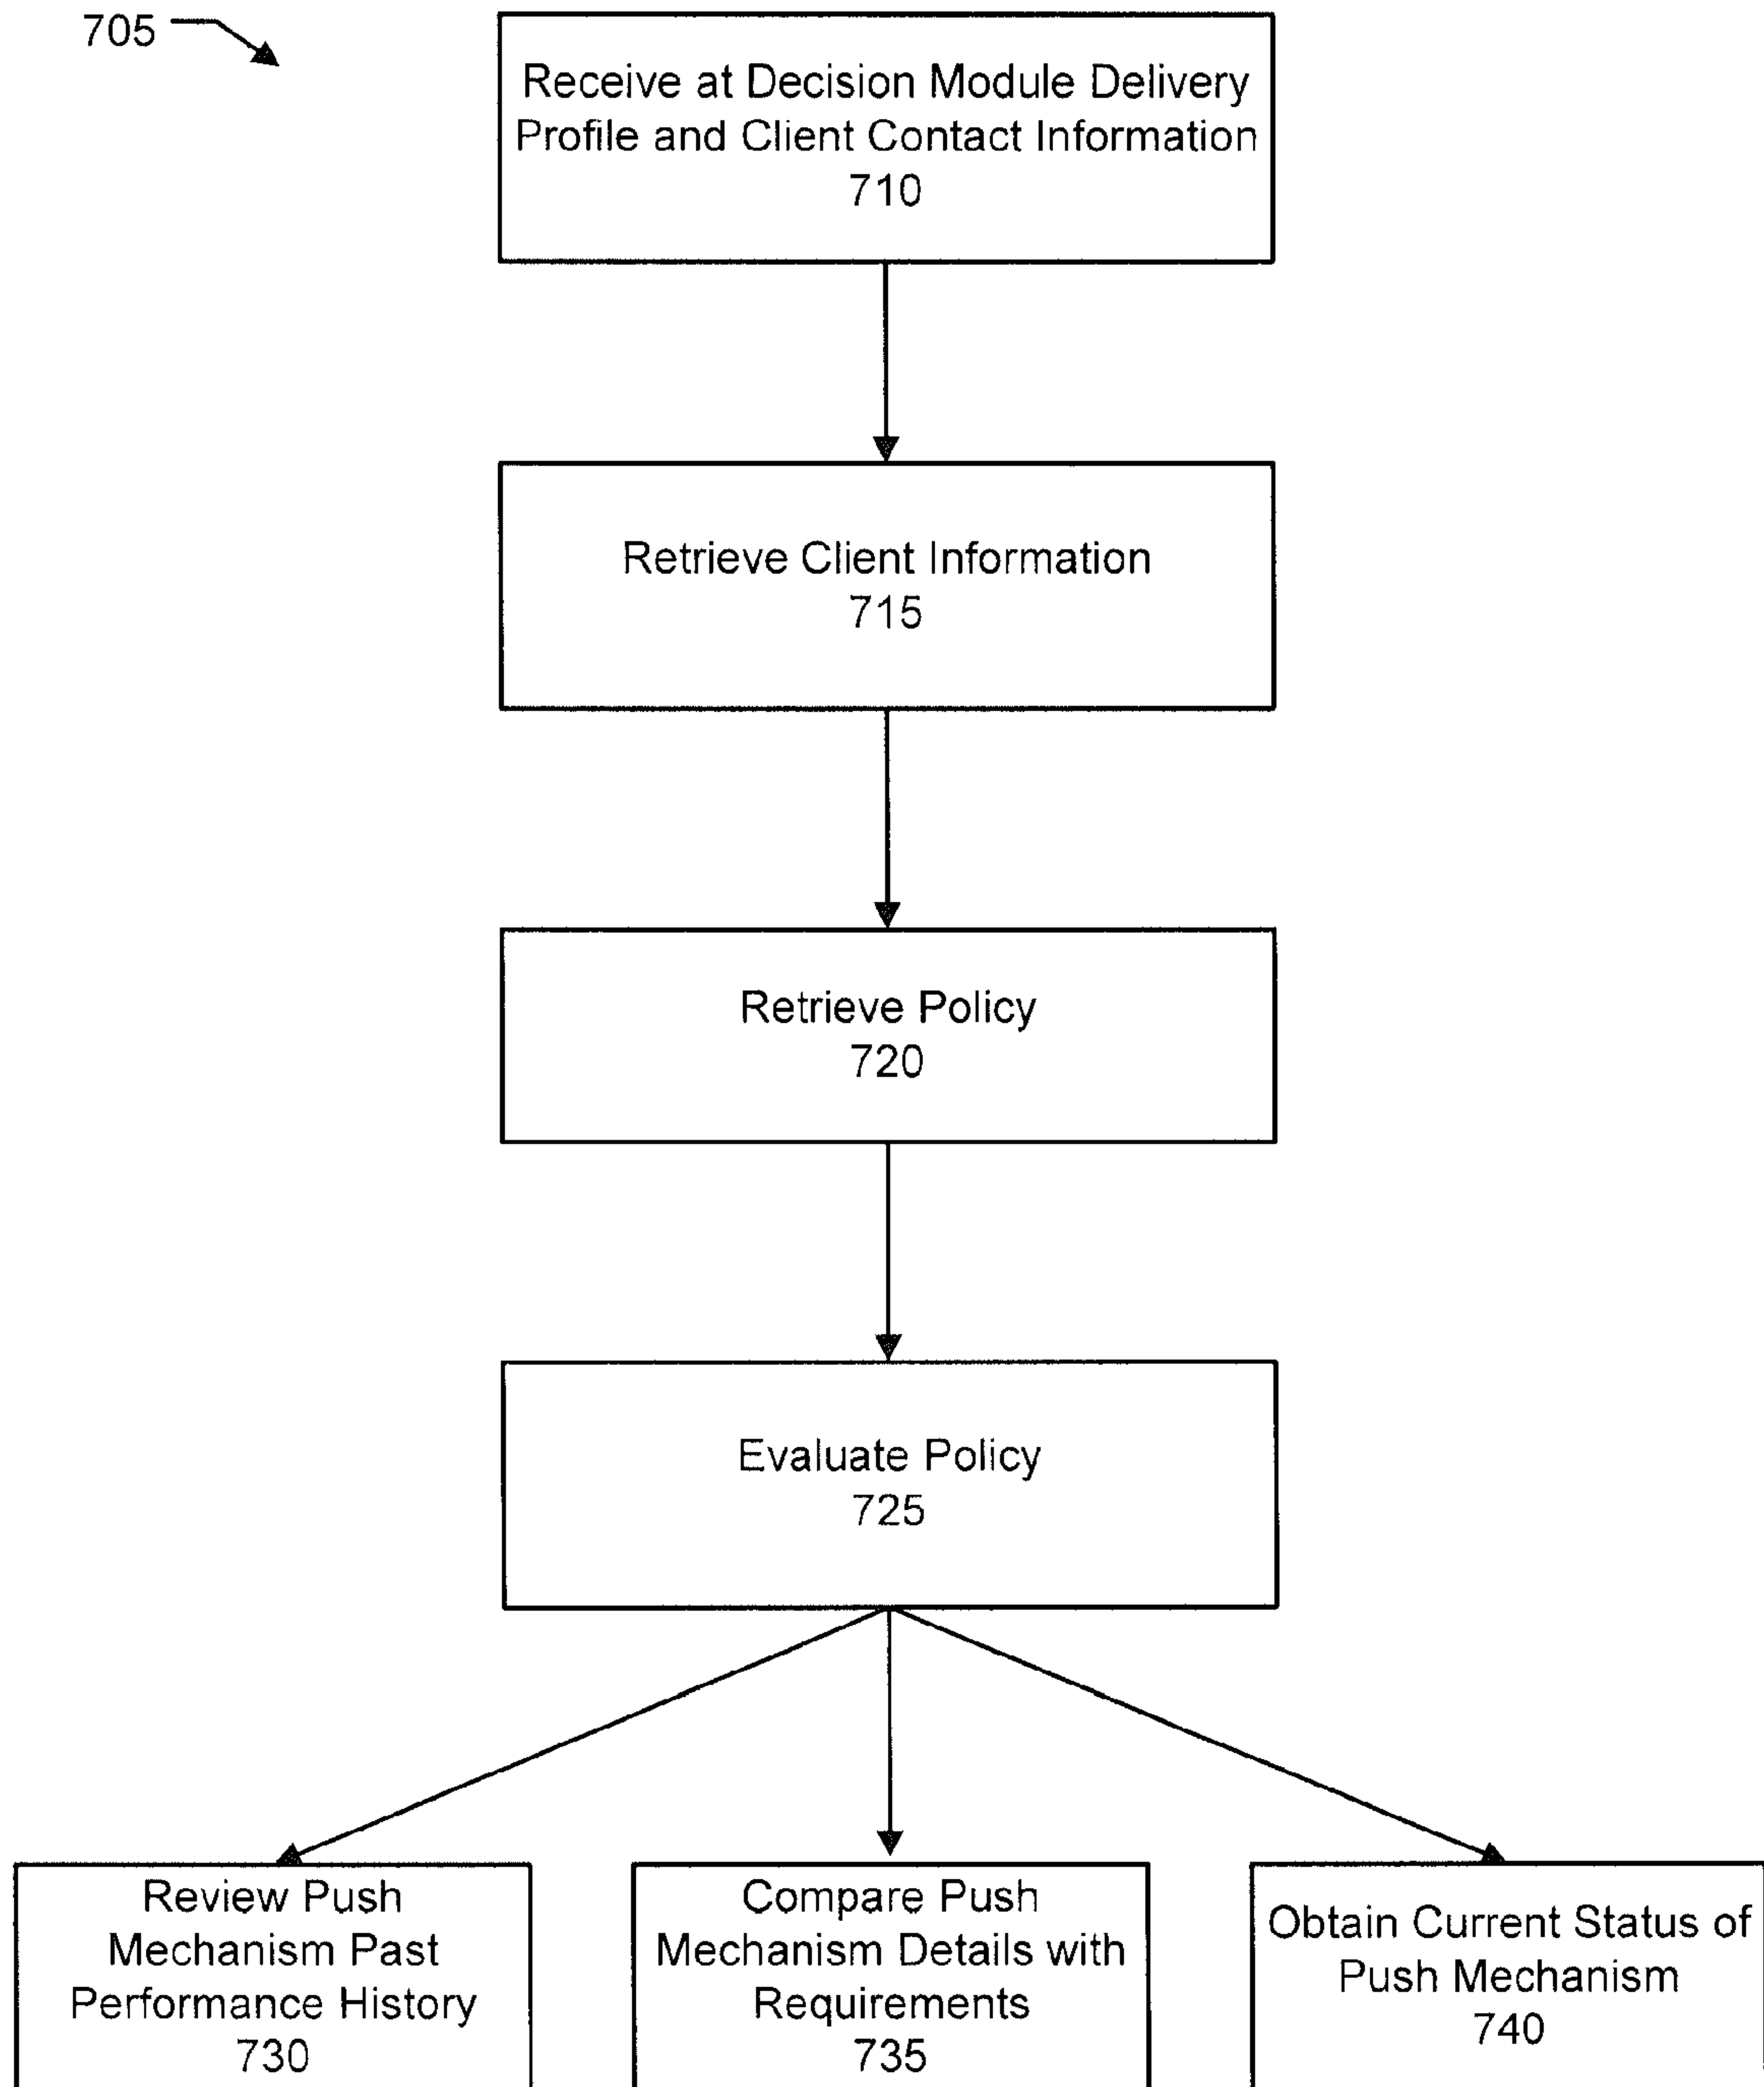 705
Receive at Decision Module Delivery
Profile and Client Contact Information
710
Retrieve Client Information
715
Retrieve Policy
720
Evaluate Policy
725
Review Push
Mechanism Past
Performance History
730
Compare Push
Mechanism Details with
Requirements
735
Obtain Current Status of
Push Mechanism
740